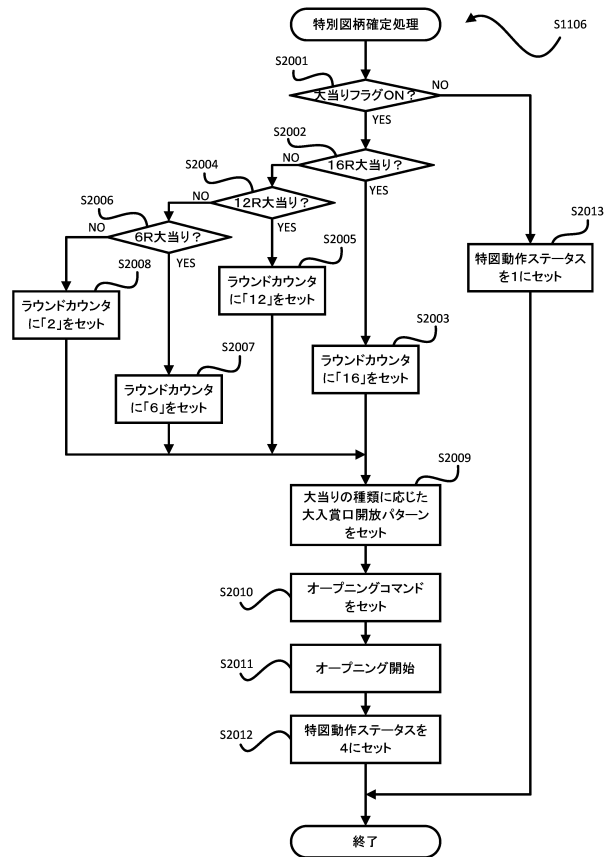 特別図柄確定処理
S1106
S2001
大当りフラグON？
NO
YES
S2002
16R大当り？
NO
YES
S2004
12R大当り？
NO
YES
S2006
6R大当り？
NO
YES
S2013
特図動作ステータス
を1にセット
S2008
ラウンドカウンタ
に「2」をセット
S2005
ラウンドカウンタ
に「12」をセット
S2003
ラウンドカウンタ
に「16」をセット
S2007
ラウンドカウンタ
に「6」をセット
S2009
大当りの種類に応じた
大入賞口開放パターン
をセット
S2010
オープニングコマンド
をセット
S2011
オープニング開始
S2012
特図動作ステータスを
4にセット
終了